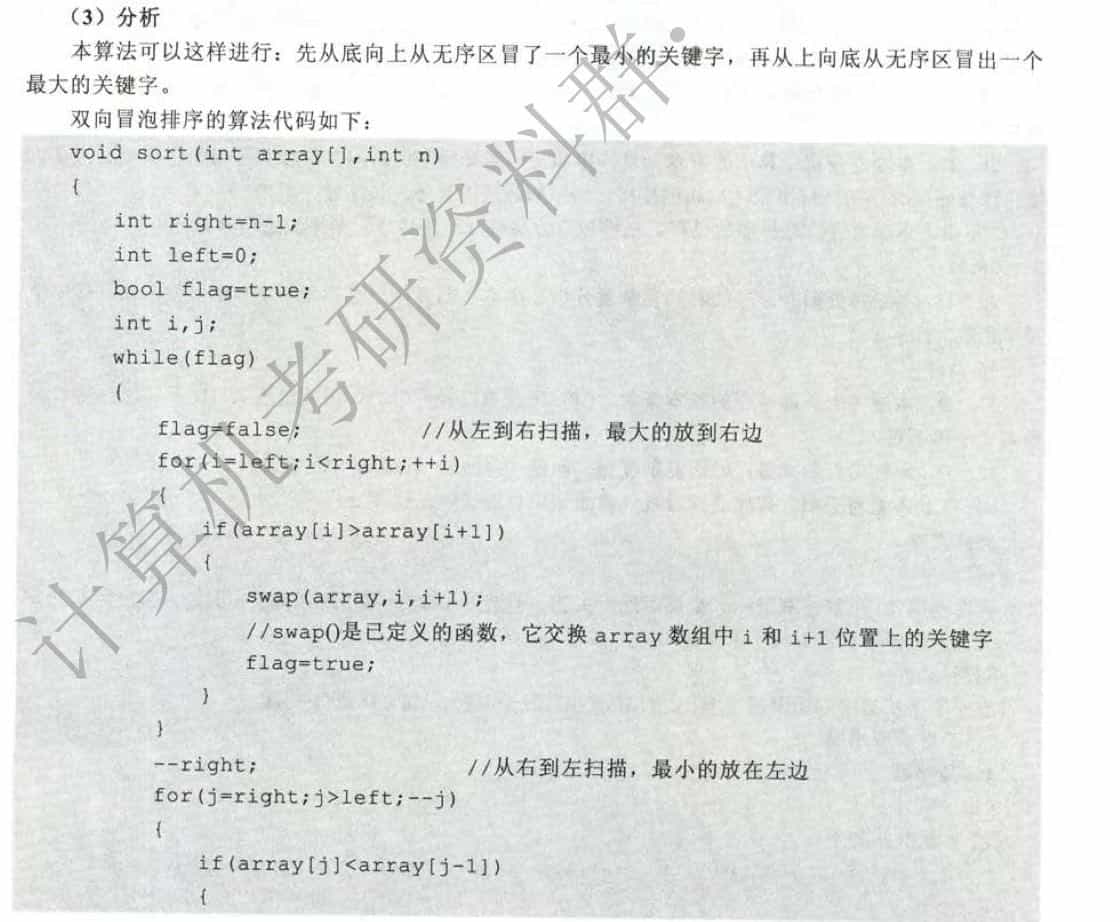 （3）分析
本算法可以这样进行：先从底向上从无序区冒了一个最小的关键字，再从上向底从无序区冒出一个
最大的关键字。
双向冒泡排序的算法代码如下：
void sort(int array[],int n)
{
int right=n-1;
int left=0;
bool flag=true;
int i,j;
while(flag)
{
flag=false; //从左到右扫描，最大的放到右边
for(i=left;i<right;++i)
{
if(array[i]>array[i+1])
{
swap(array,i,i+1);
//swap()是已定义的函数，它交换 array 数组中 i 和 i+1 位置上的关键字
flag=true;
}
}
--right; //从右到左扫描，最小的放在左边
for(j=right;j>left;--j)
{
if(array[j]<array[j-1])
{
计算机考研资料群.